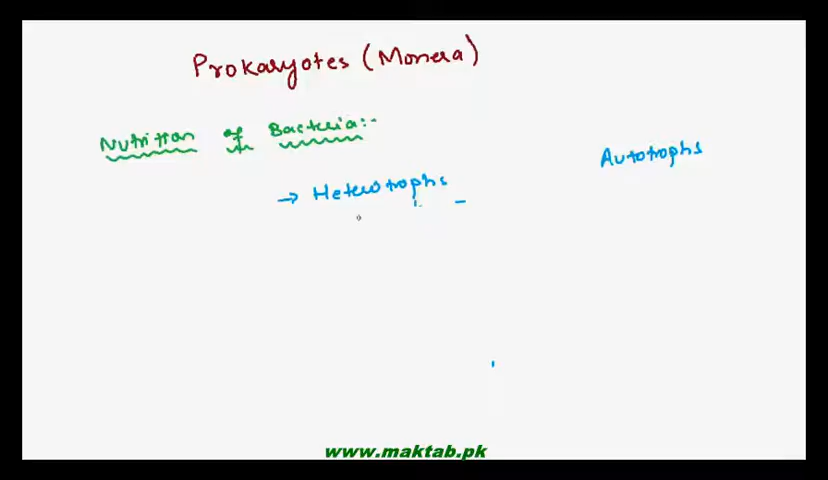 Prokaryotes (Monera)
Nutrition of Bacteria:-
Autotrophs
→ Heterotrophs
www.maktab.pk